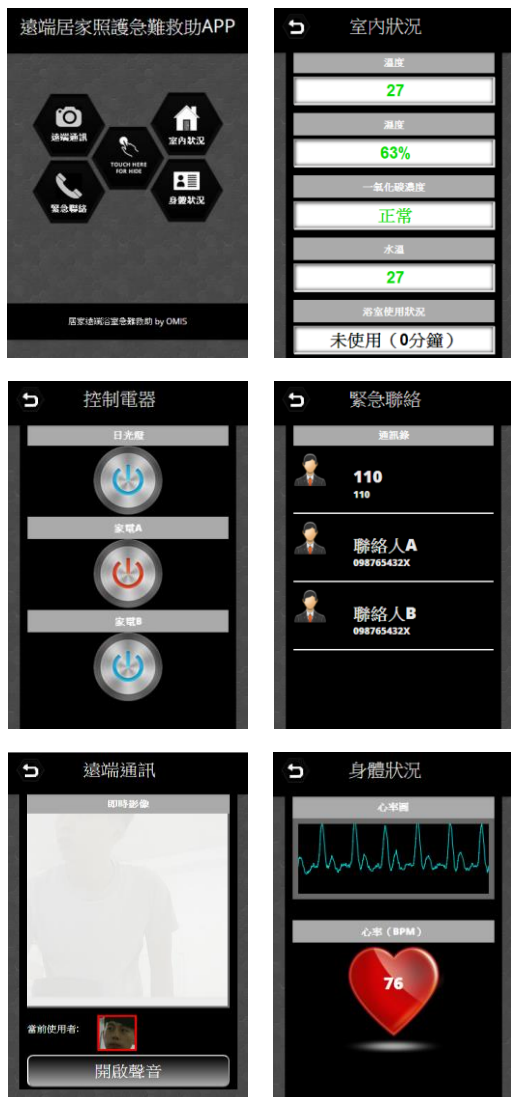 遠端居家照護急難救助APP
遠端通訊
室內狀況
TOUCH HERE
FOR HIDE
緊急聯絡
身體狀況
居家遠端浴室急難救助 by OMIS
室內狀況
溫度
27
濕度
63%
一氧化碳濃度
正常
水溫
27
浴室使用狀況
未使用（0分鐘）
控制電器
日光燈
家電A
家電B
緊急聯絡
通訊錄
110
110
聯絡人A
098765432X
聯絡人B
098765432X
遠端通訊
即時影像
當前使用者:
開啟聲音
身體狀況
心率圖
心率（BPM）
76